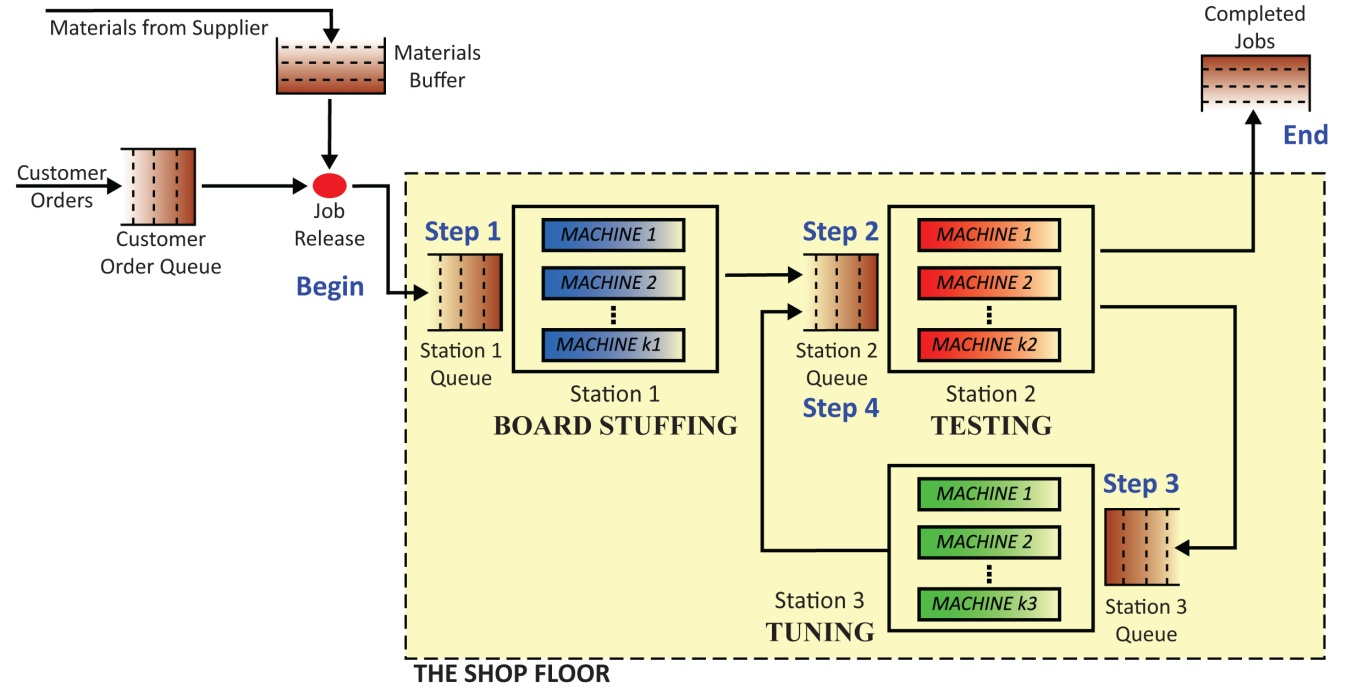 Materials from Supplier
Materials
Buffer
Completed
Jobs
End
Customer
Orders
Customer
Order Queue
Job
Release
Begin
Step 1
Station 1
Queue
MACHINE 1
MACHINE 2
MACHINE k1
Station 1
BOARD STUFFING
Step 2
Station 2
Queue
Step 4
MACHINE 1
MACHINE 2
MACHINE k2
Station 2
TESTING
Step 3
Station 3
Queue
MACHINE 1
MACHINE 2
MACHINE k3
Station 3
TUNING
THE SHOP FLOOR